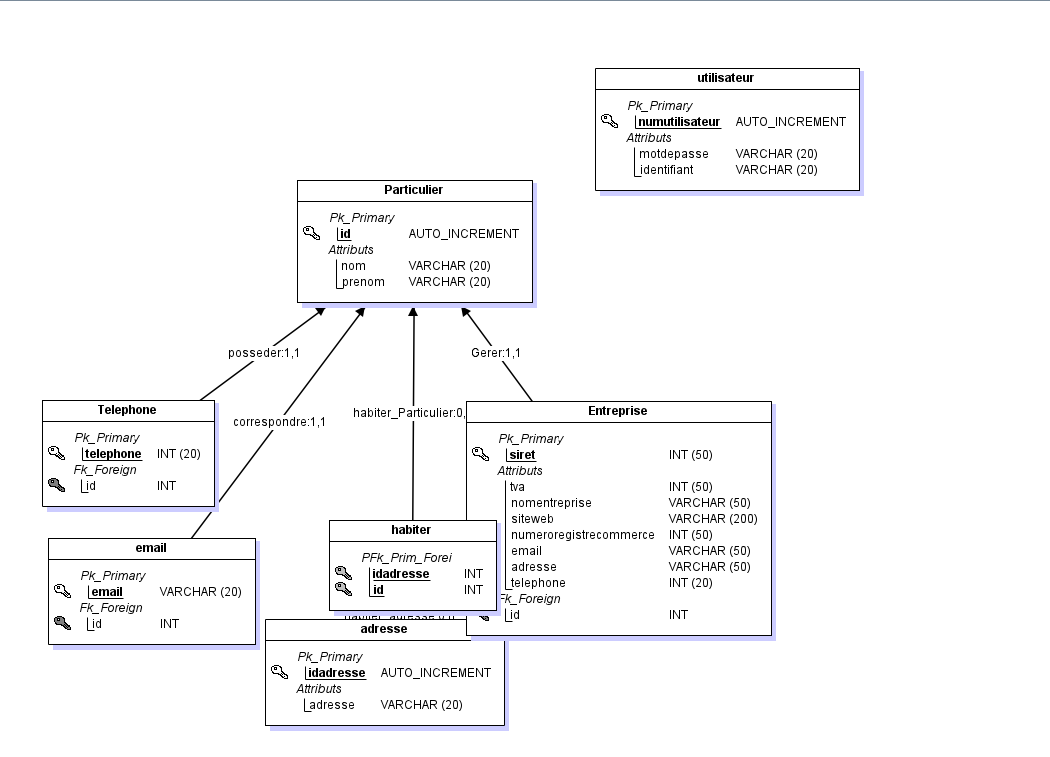 utilisateur
Pk_Primary
numutilisateur AUTO_INCREMENT
Attributs
motdepasse VARCHAR (20)
identifiant VARCHAR (20)
Particulier
Pk_Primary
id AUTO_INCREMENT
Attributs
nom VARCHAR (20)
prenom VARCHAR (20)
posseder:1,1
Gerer:1,1
correspondre:1,1
habiter_Particulier:0,
Telephone
Pk_Primary
telephone INT (20)
Fk_Foreign
id INT
Entreprise
Pk_Primary
siret INT (50)
Attributs
tva INT (50)
nomentreprise VARCHAR (50)
siteweb VARCHAR (200)
numeroregistrecommerce INT (50)
email VARCHAR (50)
adresse VARCHAR (50)
telephone INT (20)
Fk_Foreign
id INT
email
Pk_Primary
email VARCHAR (20)
Fk_Foreign
id INT
habiter
PFk_Prim_Forei
idadresse INT
id INT
adresse
Pk_Primary
idadresse AUTO_INCREMENT
Attributs
adresse VARCHAR (20)